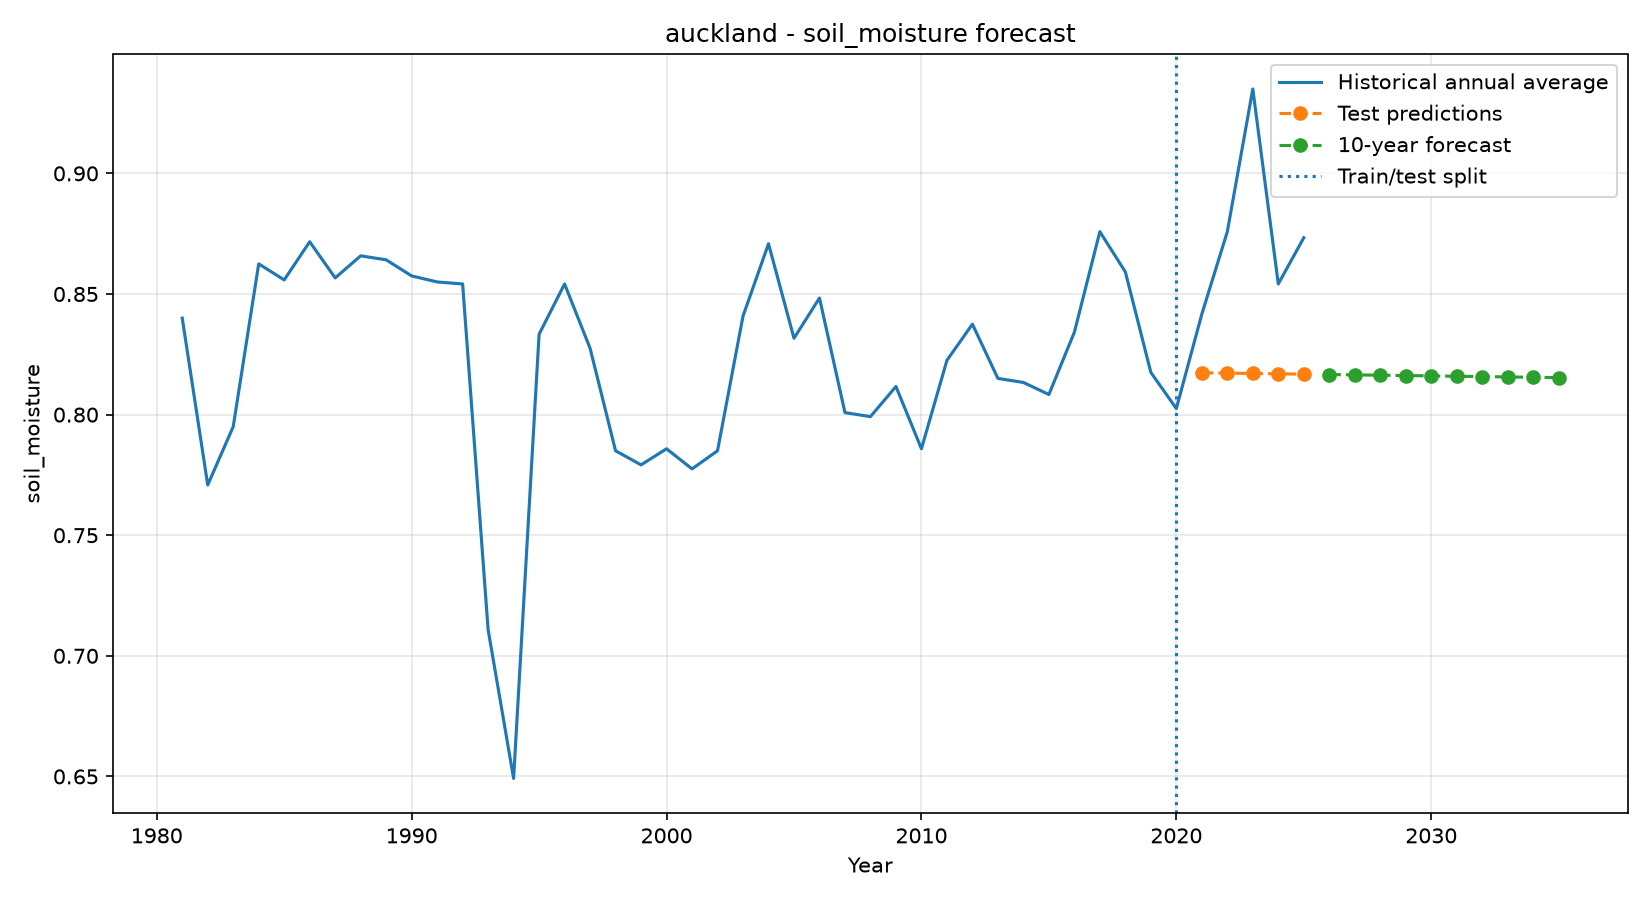 auckland - soil_moisture forecast
Historical annual average
Test predictions
10-year forecast
Train/test split
soil_moisture
0.90
0.85
0.80
0.75
0.70
0.65
1980 1990 2000 2010 2020 2030
Year